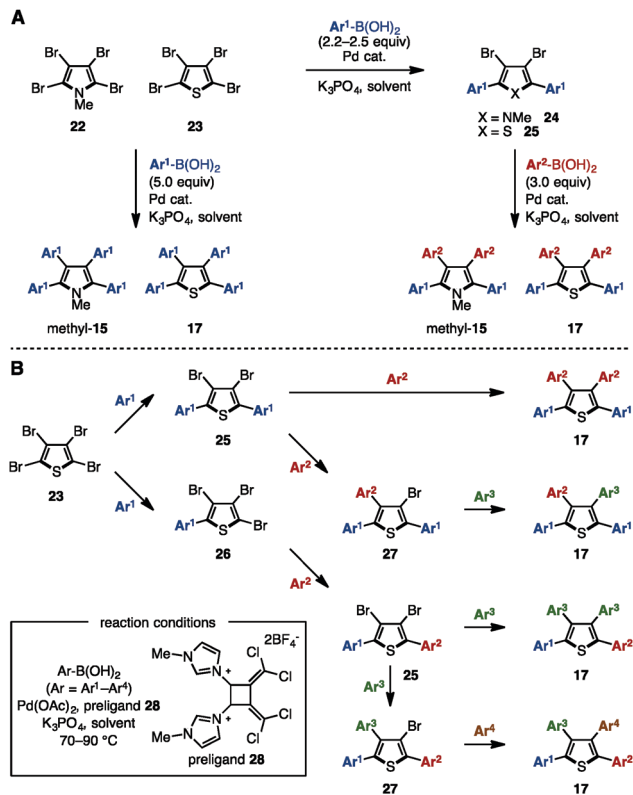 A
Br Br
Br N Br
Me
22
Br Br
Br S Br
23
Ar1–B(OH)2
(2.2–2.5 equiv)
Pd cat.
K3PO4, solvent
Br Br
Ar1 X Ar1
X = NMe 24
X = S 25
Ar1–B(OH)2
(5.0 equiv)
Pd cat.
K3PO4, solvent
Ar2–B(OH)2
(3.0 equiv)
Pd cat.
K3PO4, solvent
Ar1 Ar1
Ar1 N Ar1
Me
methyl-15
Ar1 Ar1
Ar1 S Ar1
17
Ar2 Ar2
Ar1 N Ar1
Me
methyl-15
Ar2 Ar2
Ar1 S Ar1
17
B
Br Br
Br S Br
23
Ar1
Br Br
Ar1 S Ar1
25
Ar2
Ar2 Ar2
Ar1 S Ar1
17
Ar1
Br Br
Ar1 S Br
26
Ar2
Ar2 Br
Ar1 S Ar1
27
Ar3
Ar2 Ar3
Ar1 S Ar1
17
Ar2
Br Br
Ar1 S Ar2
25
Ar3
Ar3 Ar3
Ar1 S Ar2
17
Ar3
Ar3 Br
Ar1 S Ar2
27
Ar4
Ar3 Ar4
Ar1 S Ar2
17
reaction conditions
Ar–B(OH)2
(Ar = Ar1–Ar4)
Pd(OAc)2, preligand 28
K3PO4, solvent
70–90 °C
2BF4-
Me N N +
Cl
Cl
Cl
Cl
Me N N +
preligand 28